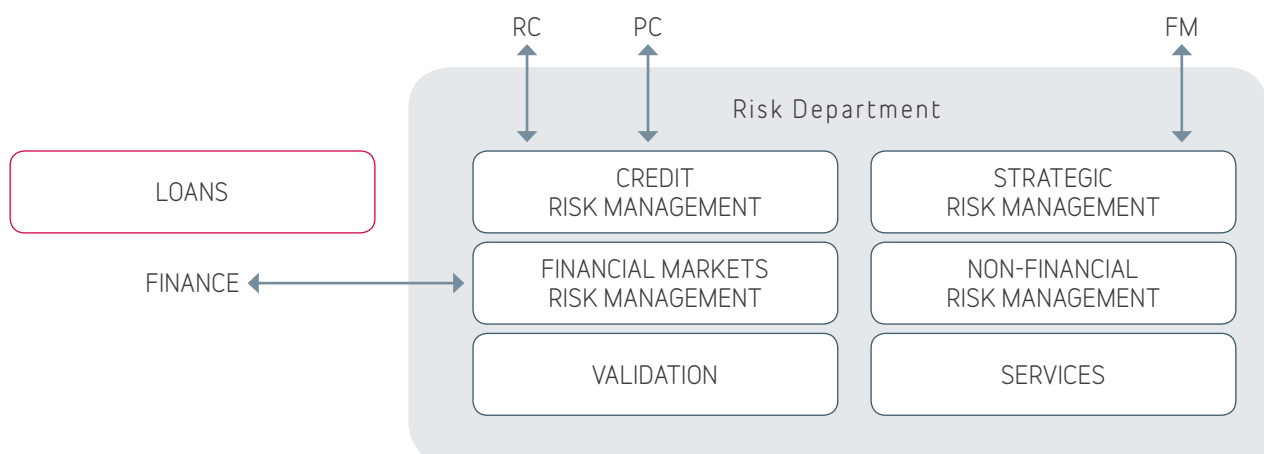 RC
PC
FM
Risk Department
LOANS
CREDIT
RISK MANAGEMENT
STRATEGIC
RISK MANAGEMENT
FINANCE
FINANCIAL MARKETS
RISK MANAGEMENT
NON-FINANCIAL
RISK MANAGEMENT
VALIDATION
SERVICES